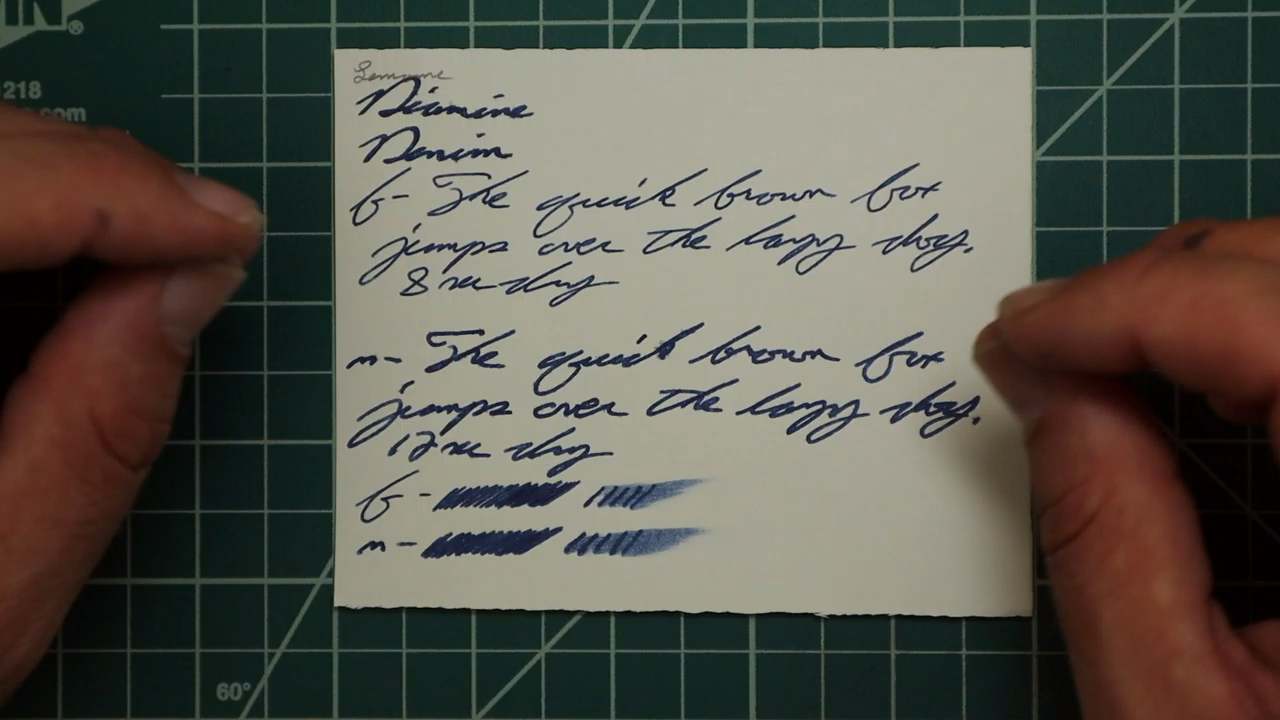 ®
1218
.com
Diamine
Denim
f- The quick brown fox
jumps over the lazy dog.
8 sec dry
m- The quick brown fox
jumps over the lazy dog.
12 sec dry
f-
m-
60°